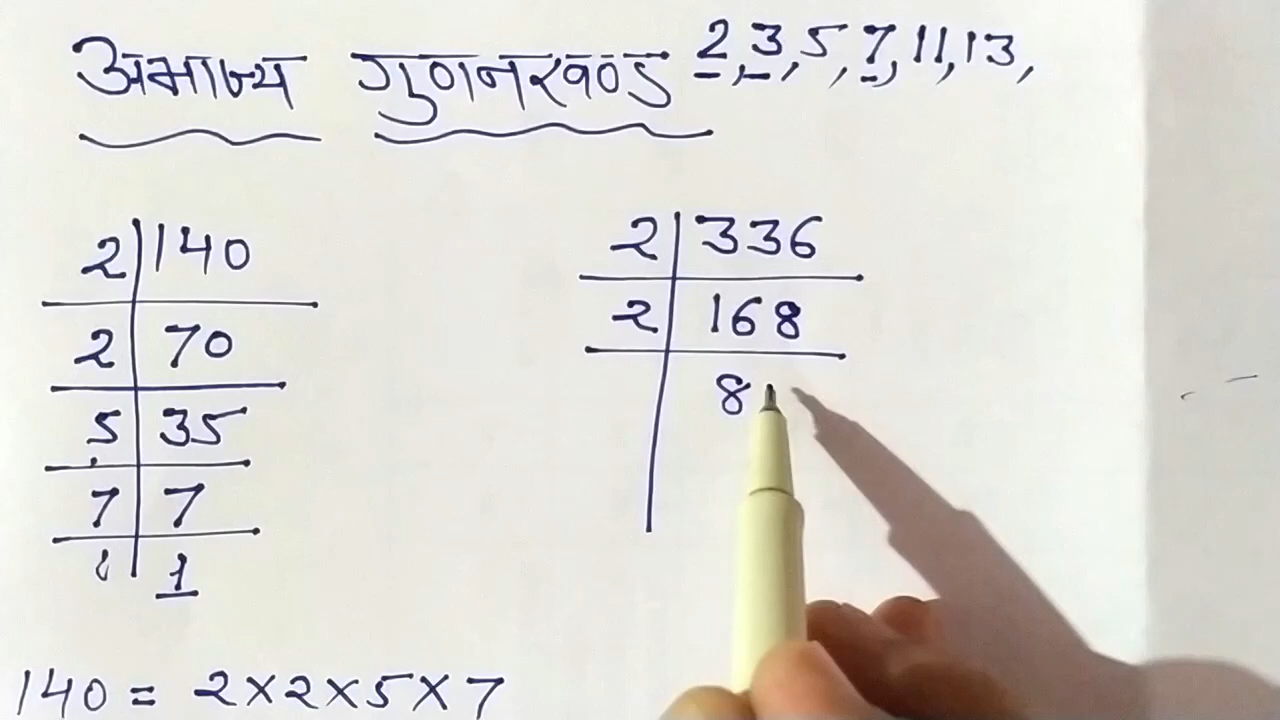 अभाज्य गुणनखण्ड 2, 3, 5, 7, 11, 13,
2 | 140
2 | 70
5 | 35
7 | 7
1
140 = 2×2×5×7
2 | 336
2 | 168
8